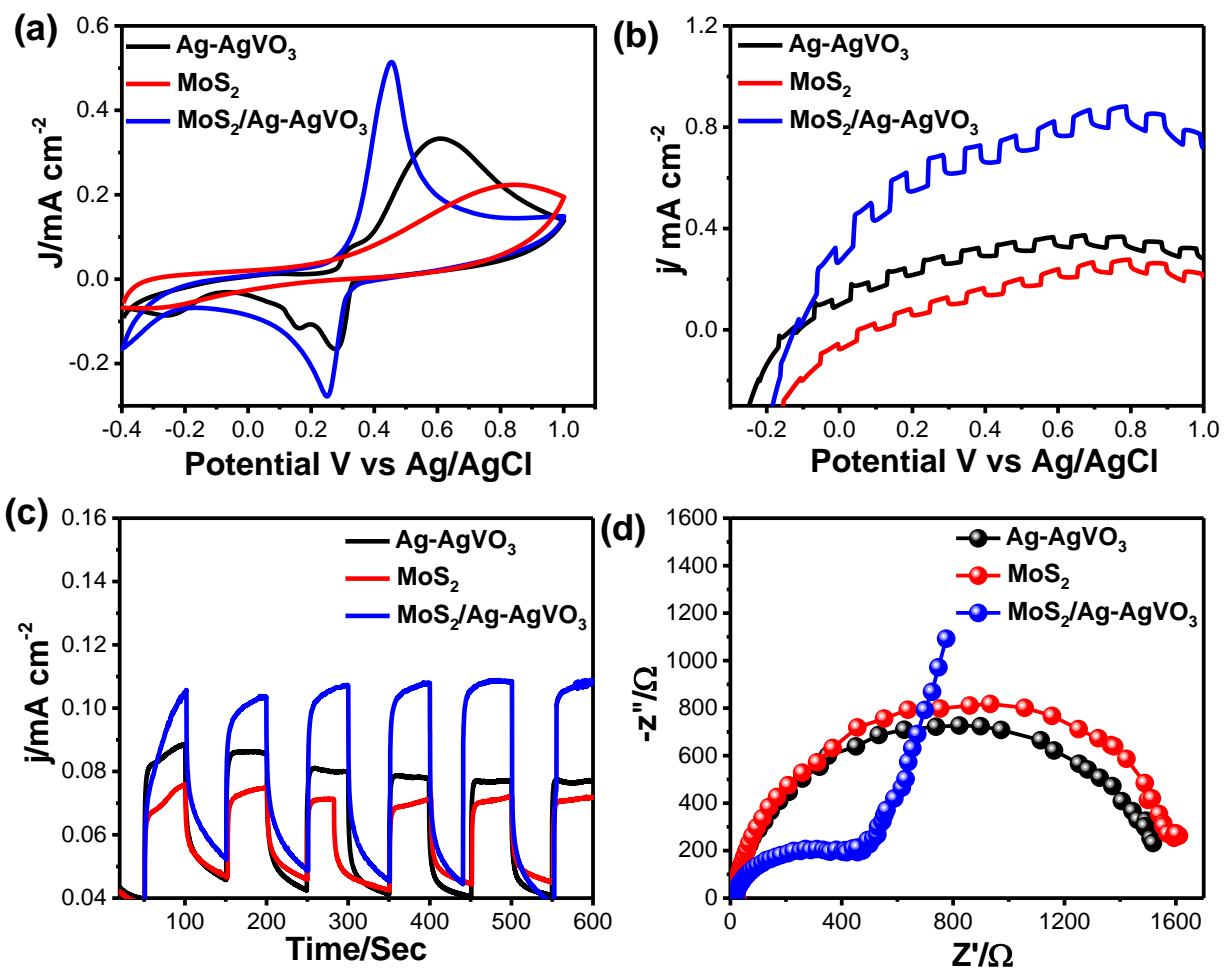 (a)
Ag-AgVO₃
MoS₂
MoS₂/Ag-AgVO₃
0.6
0.4
0.2
0.0
-0.2
J/mA cm⁻²
-0.4 -0.2 0.0 0.2 0.4 0.6 0.8 1.0
Potential V vs Ag/AgCl
(b)
Ag-AgVO₃
MoS₂
MoS₂/Ag-AgVO₃
1.2
0.8
0.4
0.0
j/ mA cm⁻²
-0.2 0.0 0.2 0.4 0.6 0.8 1.0
Potential V vs Ag/AgCl
(c)
Ag-AgVO₃
MoS₂
MoS₂/Ag-AgVO₃
0.16
0.14
0.12
0.10
0.08
0.06
0.04
j/mA cm⁻²
100 200 300 400 500 600
Time/Sec
(d)
Ag-AgVO₃
MoS₂
MoS₂/Ag-AgVO₃
1600
1400
1200
1000
800
600
400
200
0
-z"/Ω
0 400 800 1200 1600
Z'/Ω